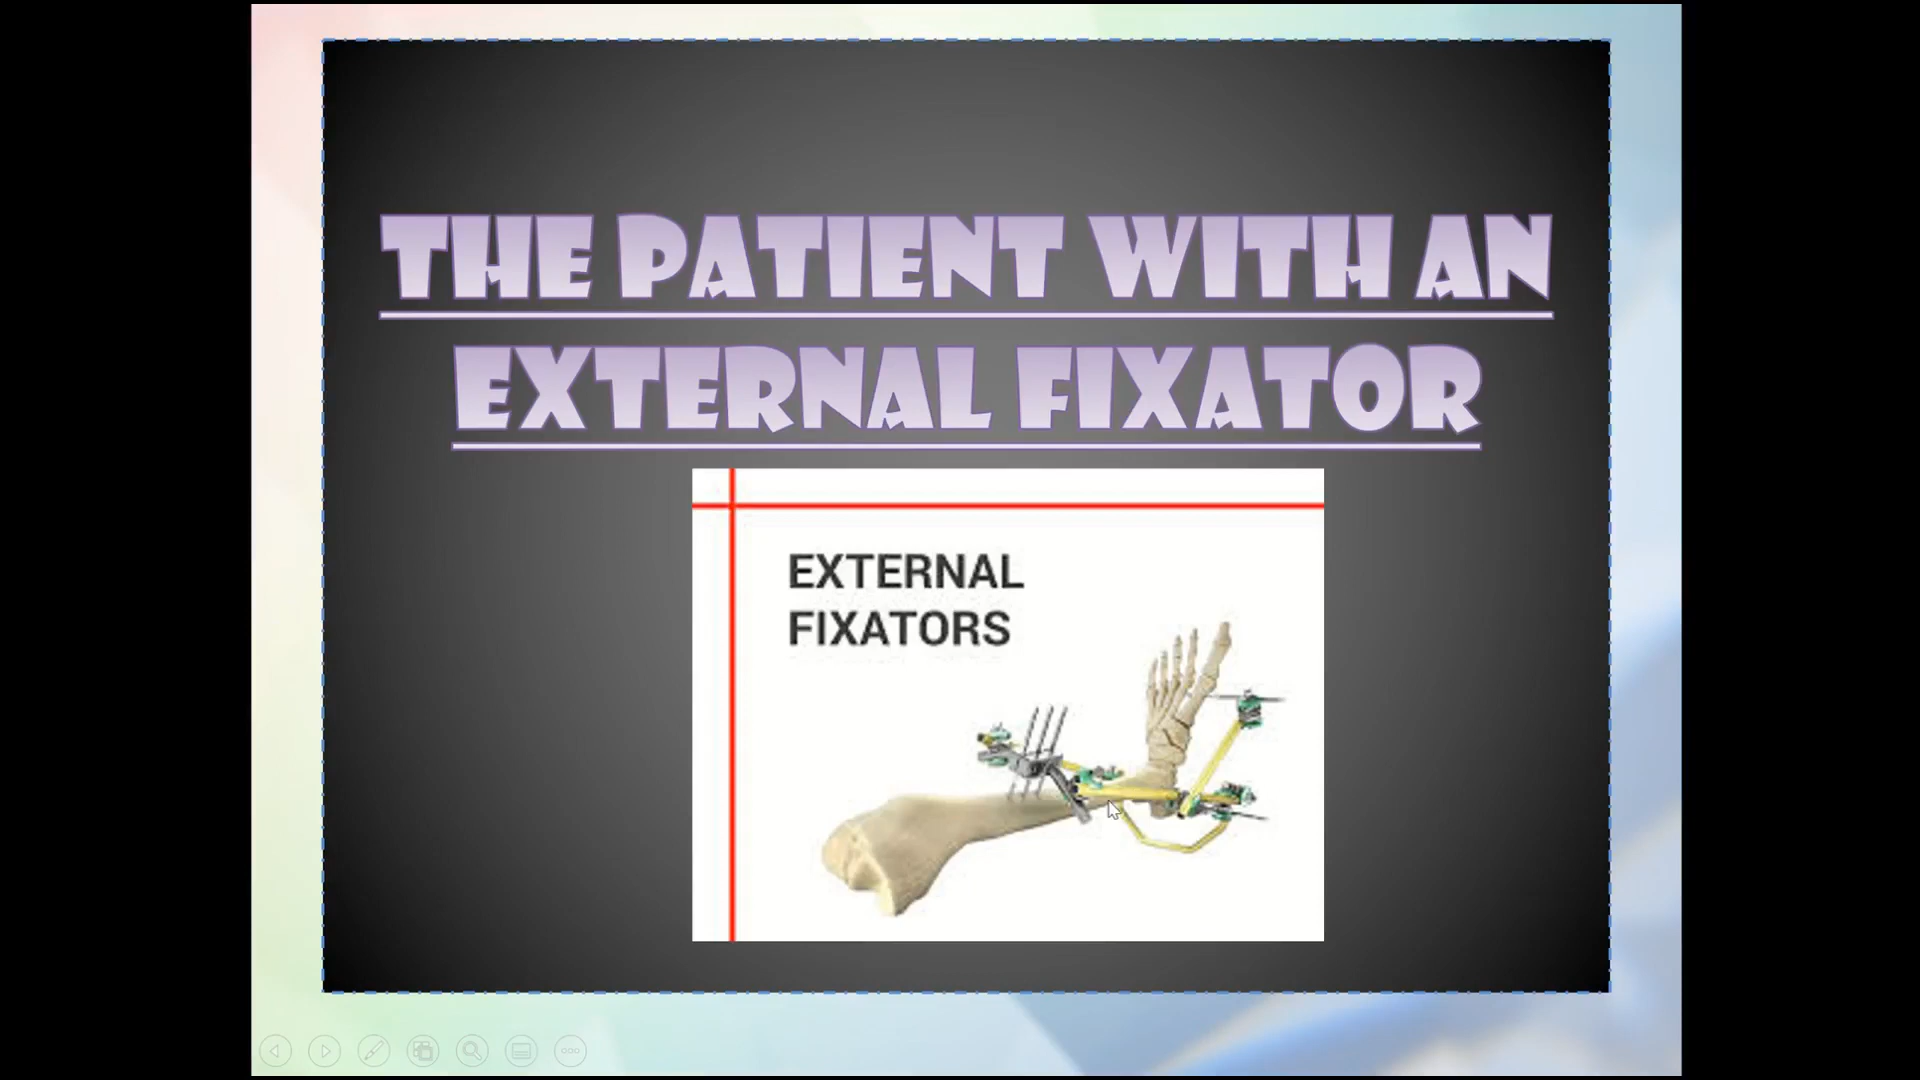 THE PATIENT WITH AN
EXTERNAL FIXATOR
EXTERNAL
FIXATORS